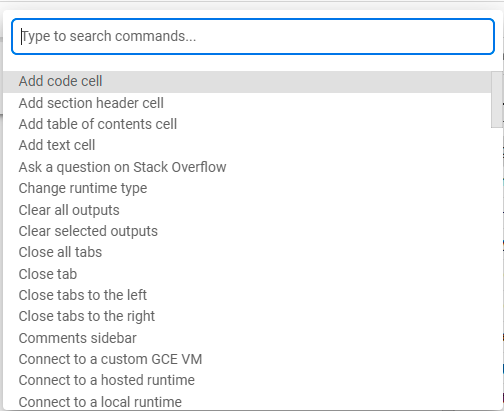 Type to search commands...
Add code cell
Add section header cell
Add table of contents cell
Add text cell
Ask a question on Stack Overflow
Change runtime type
Clear all outputs
Clear selected outputs
Close all tabs
Close tab
Close tabs to the left
Close tabs to the right
Comments sidebar
Connect to a custom GCE VM
Connect to a hosted runtime
Connect to a local runtime